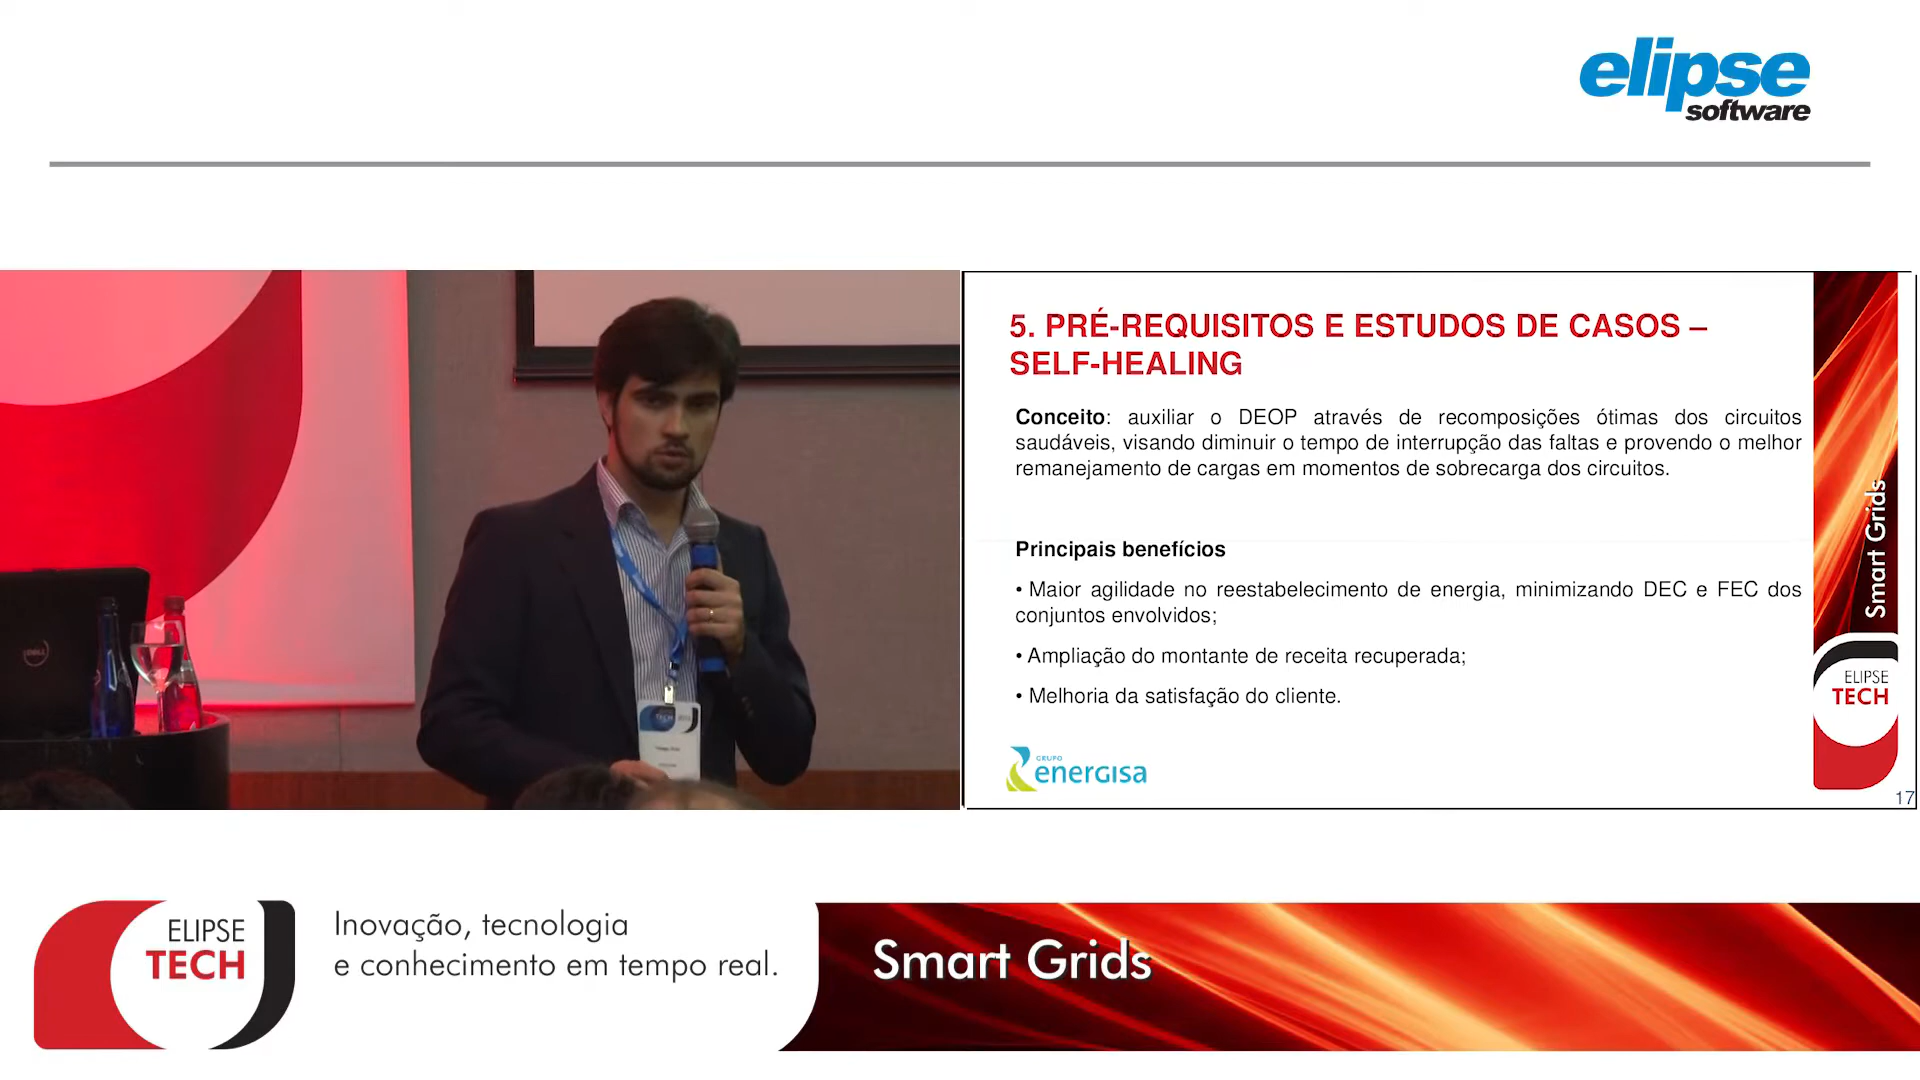 elipse
software
5. PRÉ-REQUISITOS E ESTUDOS DE CASOS –
SELF-HEALING
Conceito: auxiliar o DEOP através de recomposições ótimas dos circuitos
saudáveis, visando diminuir o tempo de interrupção das faltas e provendo o melhor
remanejamento de cargas em momentos de sobrecarga dos circuitos.
Principais benefícios
• Maior agilidade no reestabelecimento de energia, minimizando DEC e FEC dos
conjuntos envolvidos;
• Ampliação do montante de receita recuperada;
• Melhoria da satisfação do cliente.
GRUPO
energisa
Smart Grids
ELIPSE
TECH
17
DELL
TECH
ELIPSE
TECH
Inovação, tecnologia
e conhecimento em tempo real.
Smart Grids